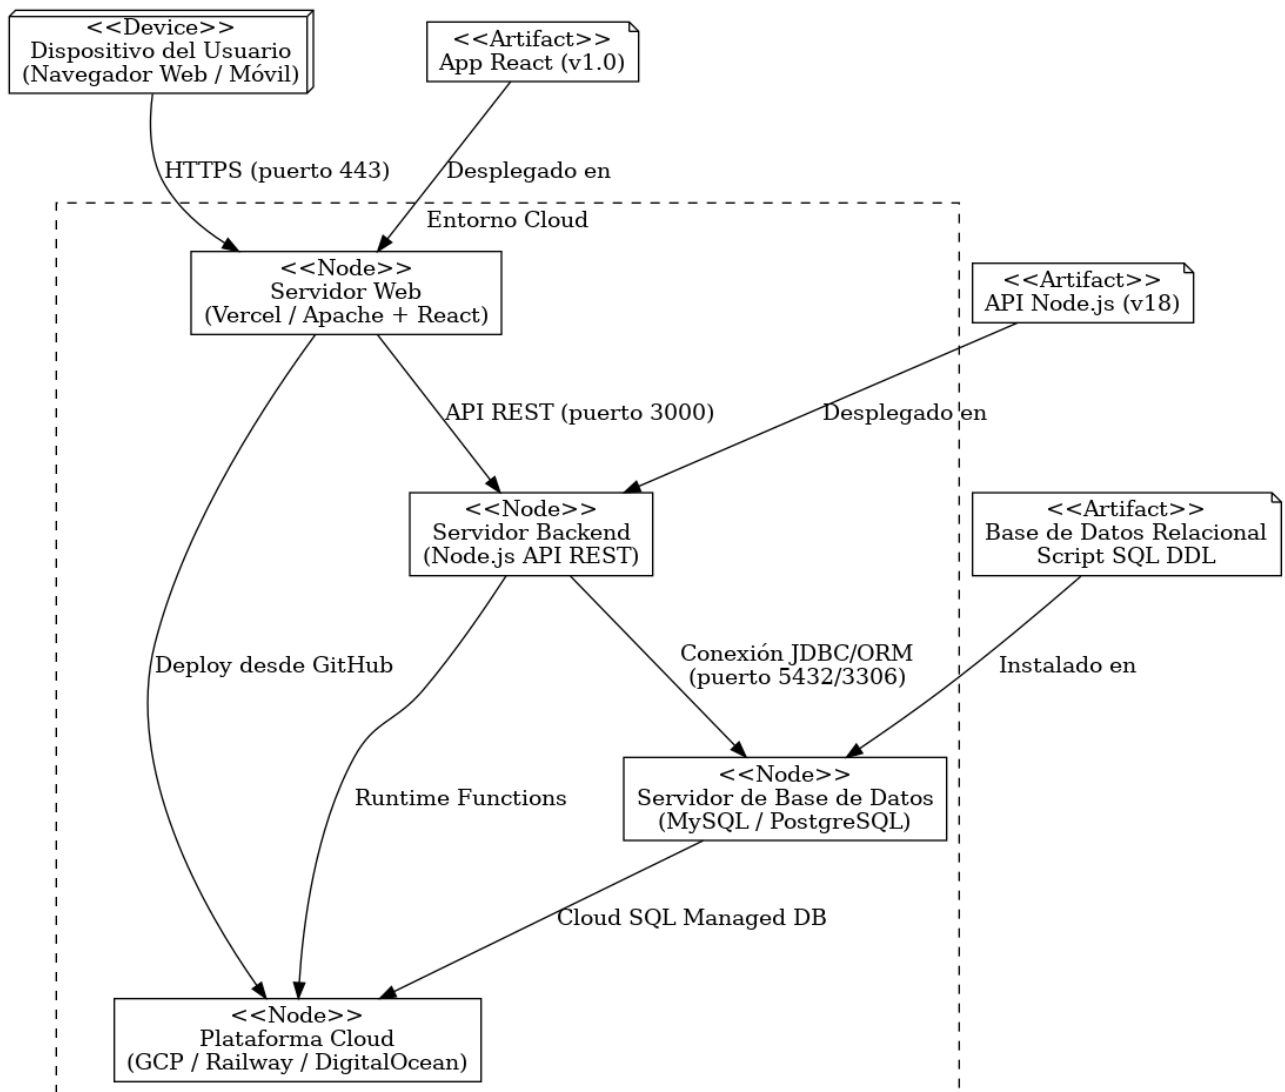 <<Device>>
Dispositivo del Usuario
(Navegador Web / Móvil)
<<Artifact>>
App React (v1.0)
HTTPS (puerto 443)
Desplegado en
Entorno Cloud
<<Node>>
Servidor Web
(Vercel / Apache + React)
<<Artifact>>
API Node.js (v18)
API REST (puerto 3000)
Desplegado en
<<Node>>
Servidor Backend
(Node.js API REST)
<<Artifact>>
Base de Datos Relacional
Script SQL DDL
Deploy desde GitHub
Conexión JDBC/ORM
(puerto 5432/3306)
Instalado en
Runtime Functions
<<Node>>
Servidor de Base de Datos
(MySQL / PostgreSQL)
Cloud SQL Managed DB
<<Node>>
Plataforma Cloud
(GCP / Railway / DigitalOcean)